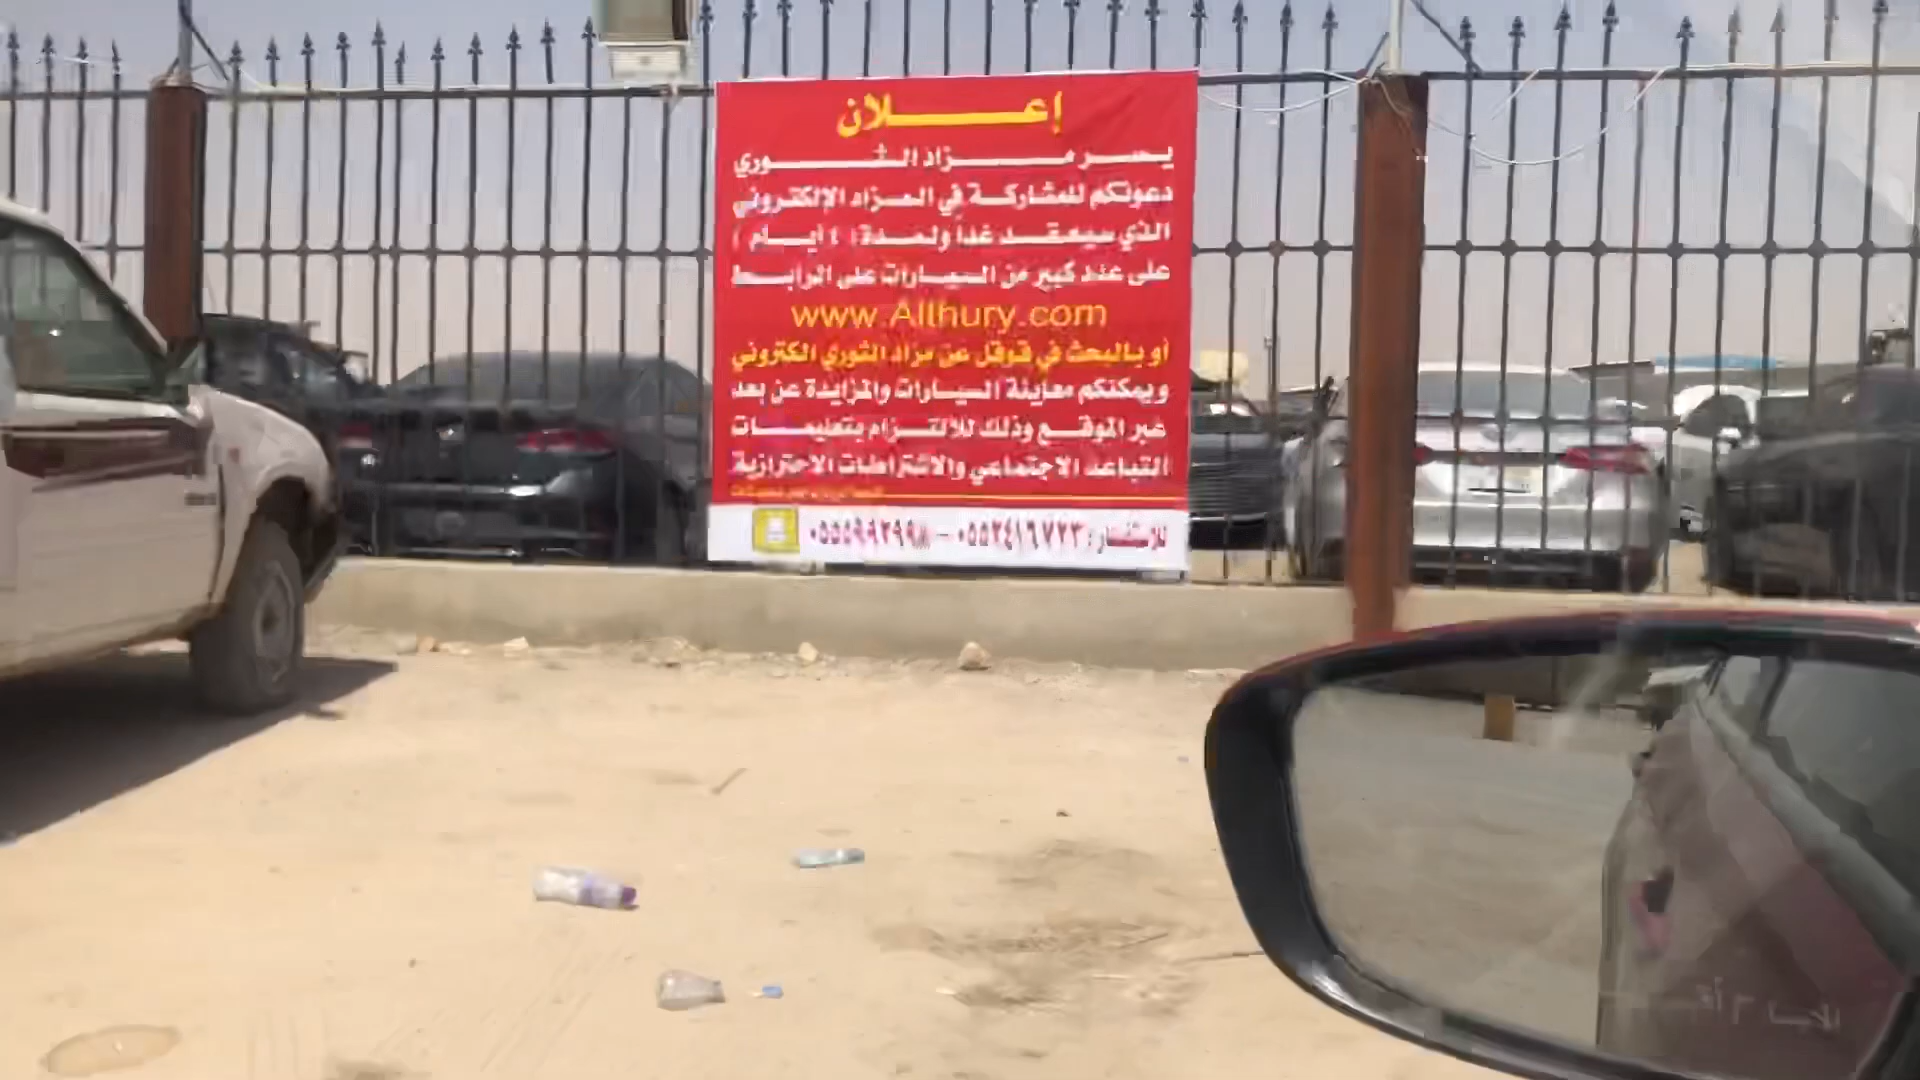 إعلان
يسر مزاد الثوري
دعوتكم للمشاركة في المزاد الإلكتروني
الذي سيعقد غداً ولمدة ( ٤ أيام )
على عدد كبير من السيارات على الرابط
www.Allhury.com
أو بالبحث في قوقل عن مزاد الثوري الكتروني
ويمكنكم معاينة السيارات والمزايدة عن بعد
عبر الموقع وذلك للالتزام بتعليمات
التباعد الاجتماعي والاشتراطات الاحترازية
للإستفسار : ٠٥٥٢٤١٦٧٢٣ - ٠٥٥٥٩٩٢٩٩٨